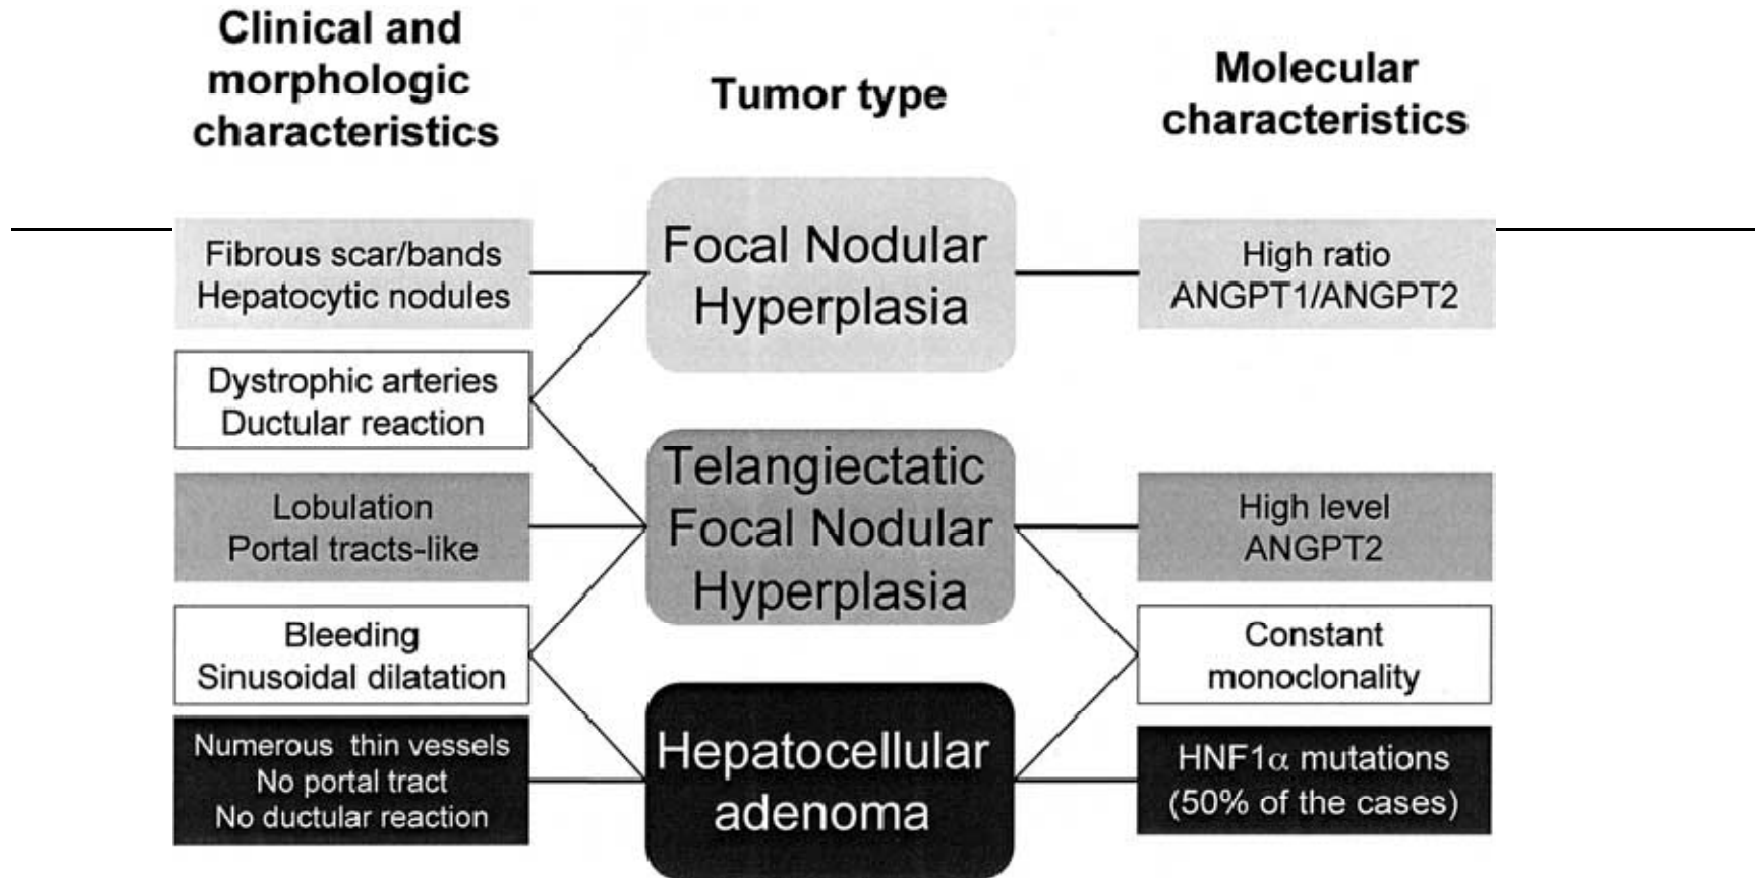 Clinical and
morphologic
characteristics
Tumor type
Molecular
characteristics
Fibrous scar/bands
Hepatocytic nodules
Focal Nodular
Hyperplasia
High ratio
ANGPT1/ANGPT2
Dystrophic arteries
Ductular reaction
Lobulation
Portal tracts-like
Telangiectatic
Focal Nodular
Hyperplasia
High level
ANGPT2
Bleeding
Sinusoidal dilatation
Constant
monoclonality
Numerous thin vessels
No portal tract
No ductular reaction
Hepatocellular
adenoma
HNF1α mutations
(50% of the cases)